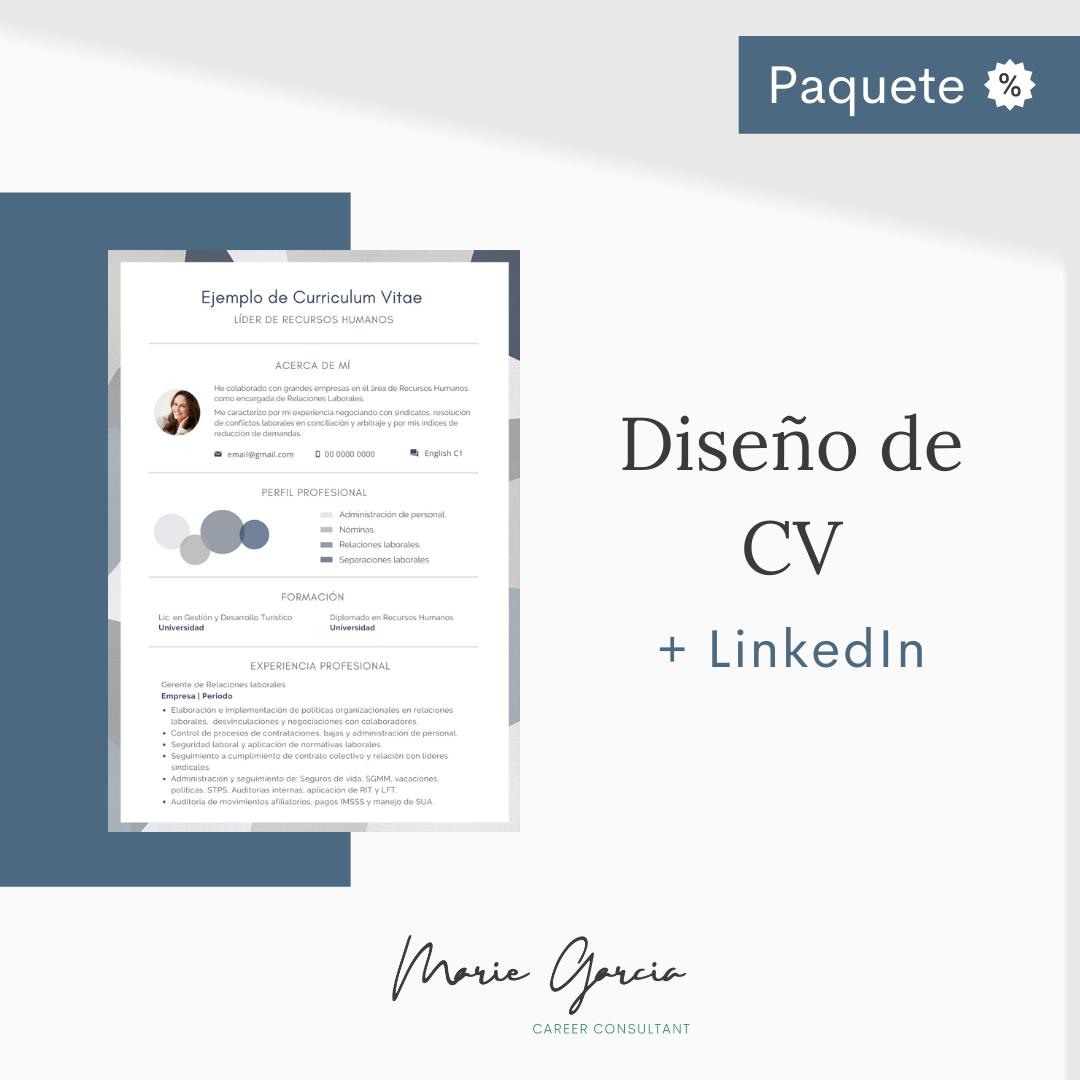 Paquete %
Ejemplo de Curriculum Vitae
LÍDER DE RECURSOS HUMANOS
ACERCA DE MÍ
He colaborado con grandes empresas en el área de Recursos Humanos
como encargada de Relaciones Laborales.
Me caracterizo por mi experiencia negociando con sindicatos, resolución
de conflictos laborales en conciliación y arbitraje y por mis indices de
reducción de demandas.
email@gmail.com 00 0000 0000 English C1
PERFIL PROFESIONAL
Administración de personal.
Nóminas.
Relaciones laborales.
Separaciones laborales
FORMACIÓN
Lic. en Gestión y Desarrollo Turistico
Universidad
Diplomado en Recursos Humanos
Universidad
EXPERIENCIA PROFESIONAL
Gerente de Relaciones laborales
Empresa | Periodo
• Elaboración e implementación de políticas organizacionales en relaciones
laborales, desvinculaciones y negociaciones con colaboradores.
• Control de procesos de contrataciones, bajas y administración de personal.
• Seguridad laboral y aplicación de normativas laborales.
• Seguimiento a cumplimiento de contrato colectivo y relación con líderes
sindicales.
• Administración y seguimiento de: Seguros de vida, SGMM, vacaciones,
políticas, STPS. Auditorías internas, aplicación de RIT y LFT.
• Auditoria de movimientos afiliatorios, pagos IMSSS y manejo de SUA.
Diseño de
CV
+ LinkedIn
Marie Garcia
CAREER CONSULTANT